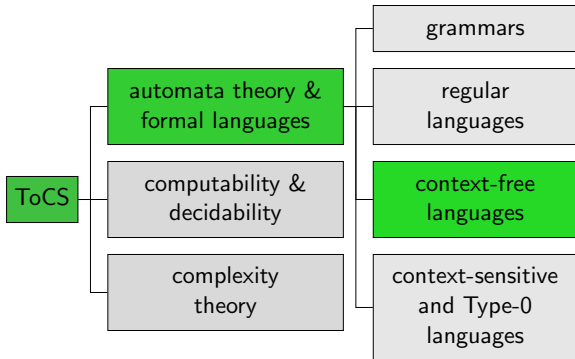 ToCS
automata theory &
formal languages
computability &
decidability
complexity
theory
grammars
regular
languages
context-free
languages
context-sensitive
and Type-0
languages